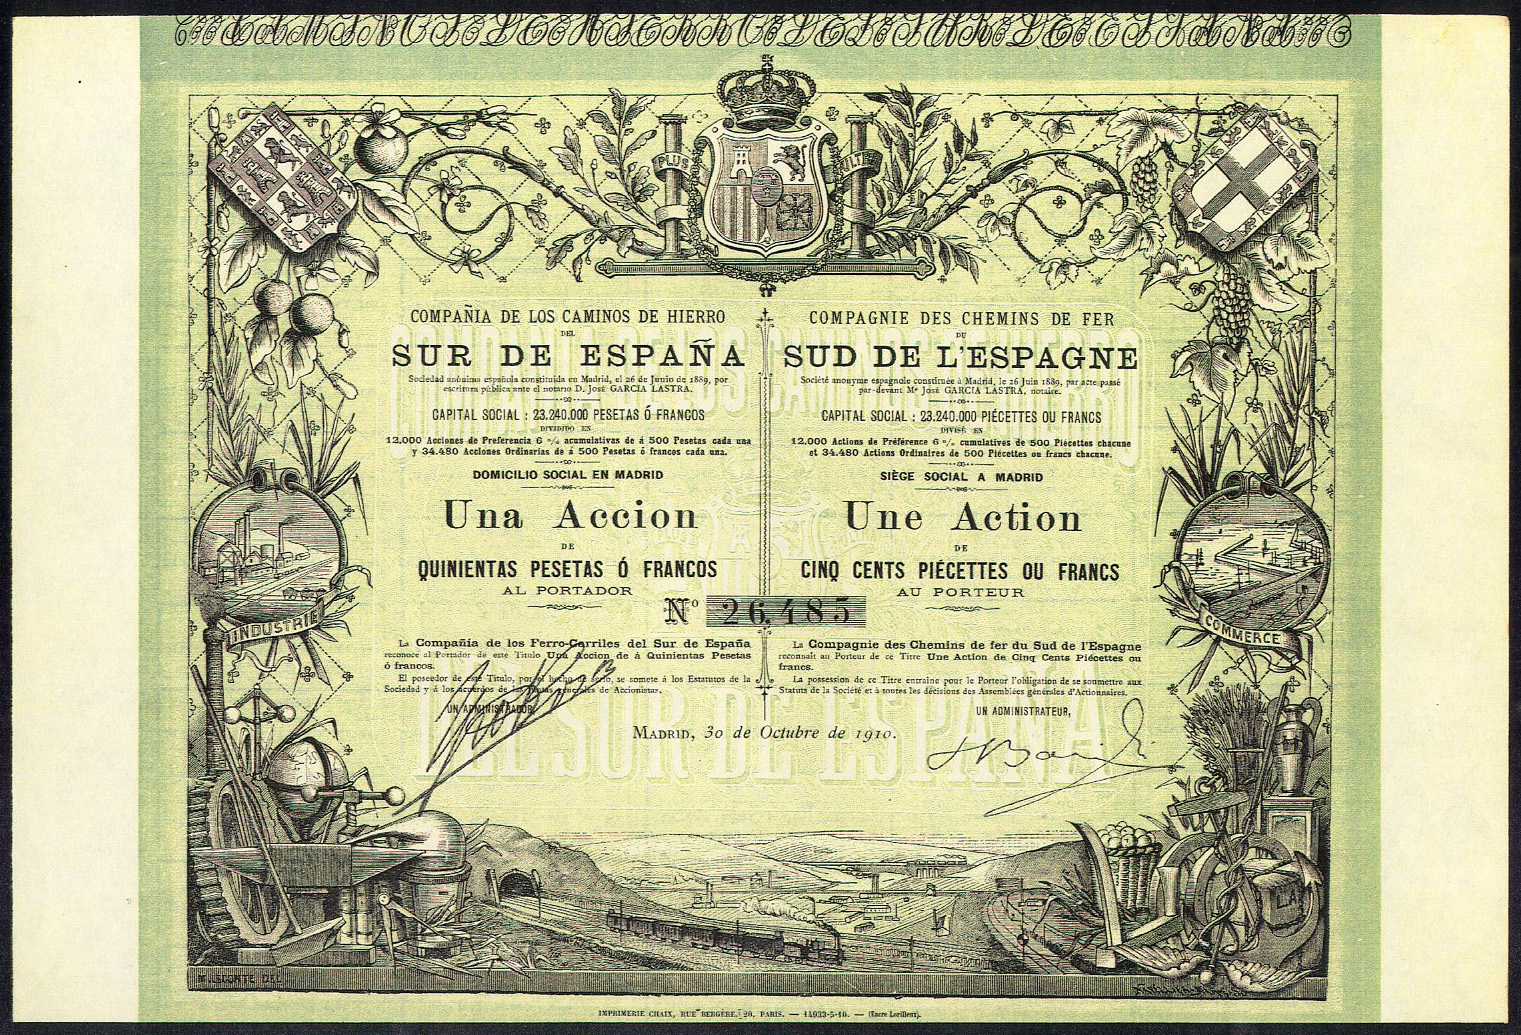 PLUS ULTRA
COMPAÑIA DE LOS CAMINOS DE HIERRO
DEL
SUR DE ESPAÑA
Sociedad anónima española constituida en Madrid, el 26 de Junio de 1889, por
escritura pública ante el notario D. José GARCIA LASTRA.
CAPITAL SOCIAL : 23.240.000 PESETAS Ó FRANCOS
DIVIDIDO EN
12,000 Acciones de Preferencia 6 % acumulativas de á 500 Pesetas cada una
y 34.480 Acciones Ordinarias de á 500 Pesetas ó francos cada una.
DOMICILIO SOCIAL EN MADRID
Una Accion
DE
QUINIENTAS PESETAS Ó FRANCOS
AL PORTADOR
COMPAGNIE DES CHEMINS DE FER
DU
SUD DE L'ESPAGNE
Société anonyme espagnole constituée à Madrid, le 26 Juin 1889, par acte passé
par-devant Me José GARCIA LASTRA, notaire.
CAPITAL SOCIAL : 23.240.000 PIÉCETTES OU FRANCS
DIVISÉ EN
12.000 Actions de Préférence 6 % cumulatives de 500 Piécettes chacune
et 34.480 Actions Ordinaires de 500 Piécettes ou francs chacune.
SIÈGE SOCIAL A MADRID
Une Action
DE
CINQ CENTS PIÉCETTES OU FRANCS
AU PORTEUR
Nº 26.485
La Compañía de los Ferro-Carriles del Sur de España
reconoce al Portador de este Titulo Una Accion de á Quinientas Pesetas
ó francos.
El poseedor de este Titulo, por el hecho de serlo, se somete á los Estatutos de la
Sociedad y á los acuerdos de las Juntas generales de Accionistas.
UN ADMINISTRADOR,
La Compagnie des Chemins de fer du Sud de l'Espagne
reconnaît au Porteur de ce Titre Une Action de Cinq Cents Piécettes ou
francs.
La possession de ce Titre entraîne pour le Porteur l'obligation de se soumettre aux
Statuts de la Société et à toutes les décisions des Assemblées générales d'Actionnaires.
UN ADMINISTRATEUR,
MADRID, 30 de Octubre de 1910.
INDUSTRIE
COMMERCE
COMPAÑIA DE LOS CAMINOS DE HIERRO
DEL SUR DE ESPAÑA
IMPRIMERIE CHAIX, RUE BERGÈRE, 20, PARIS. — 14933-5-10. — (Encre Lorilleux).